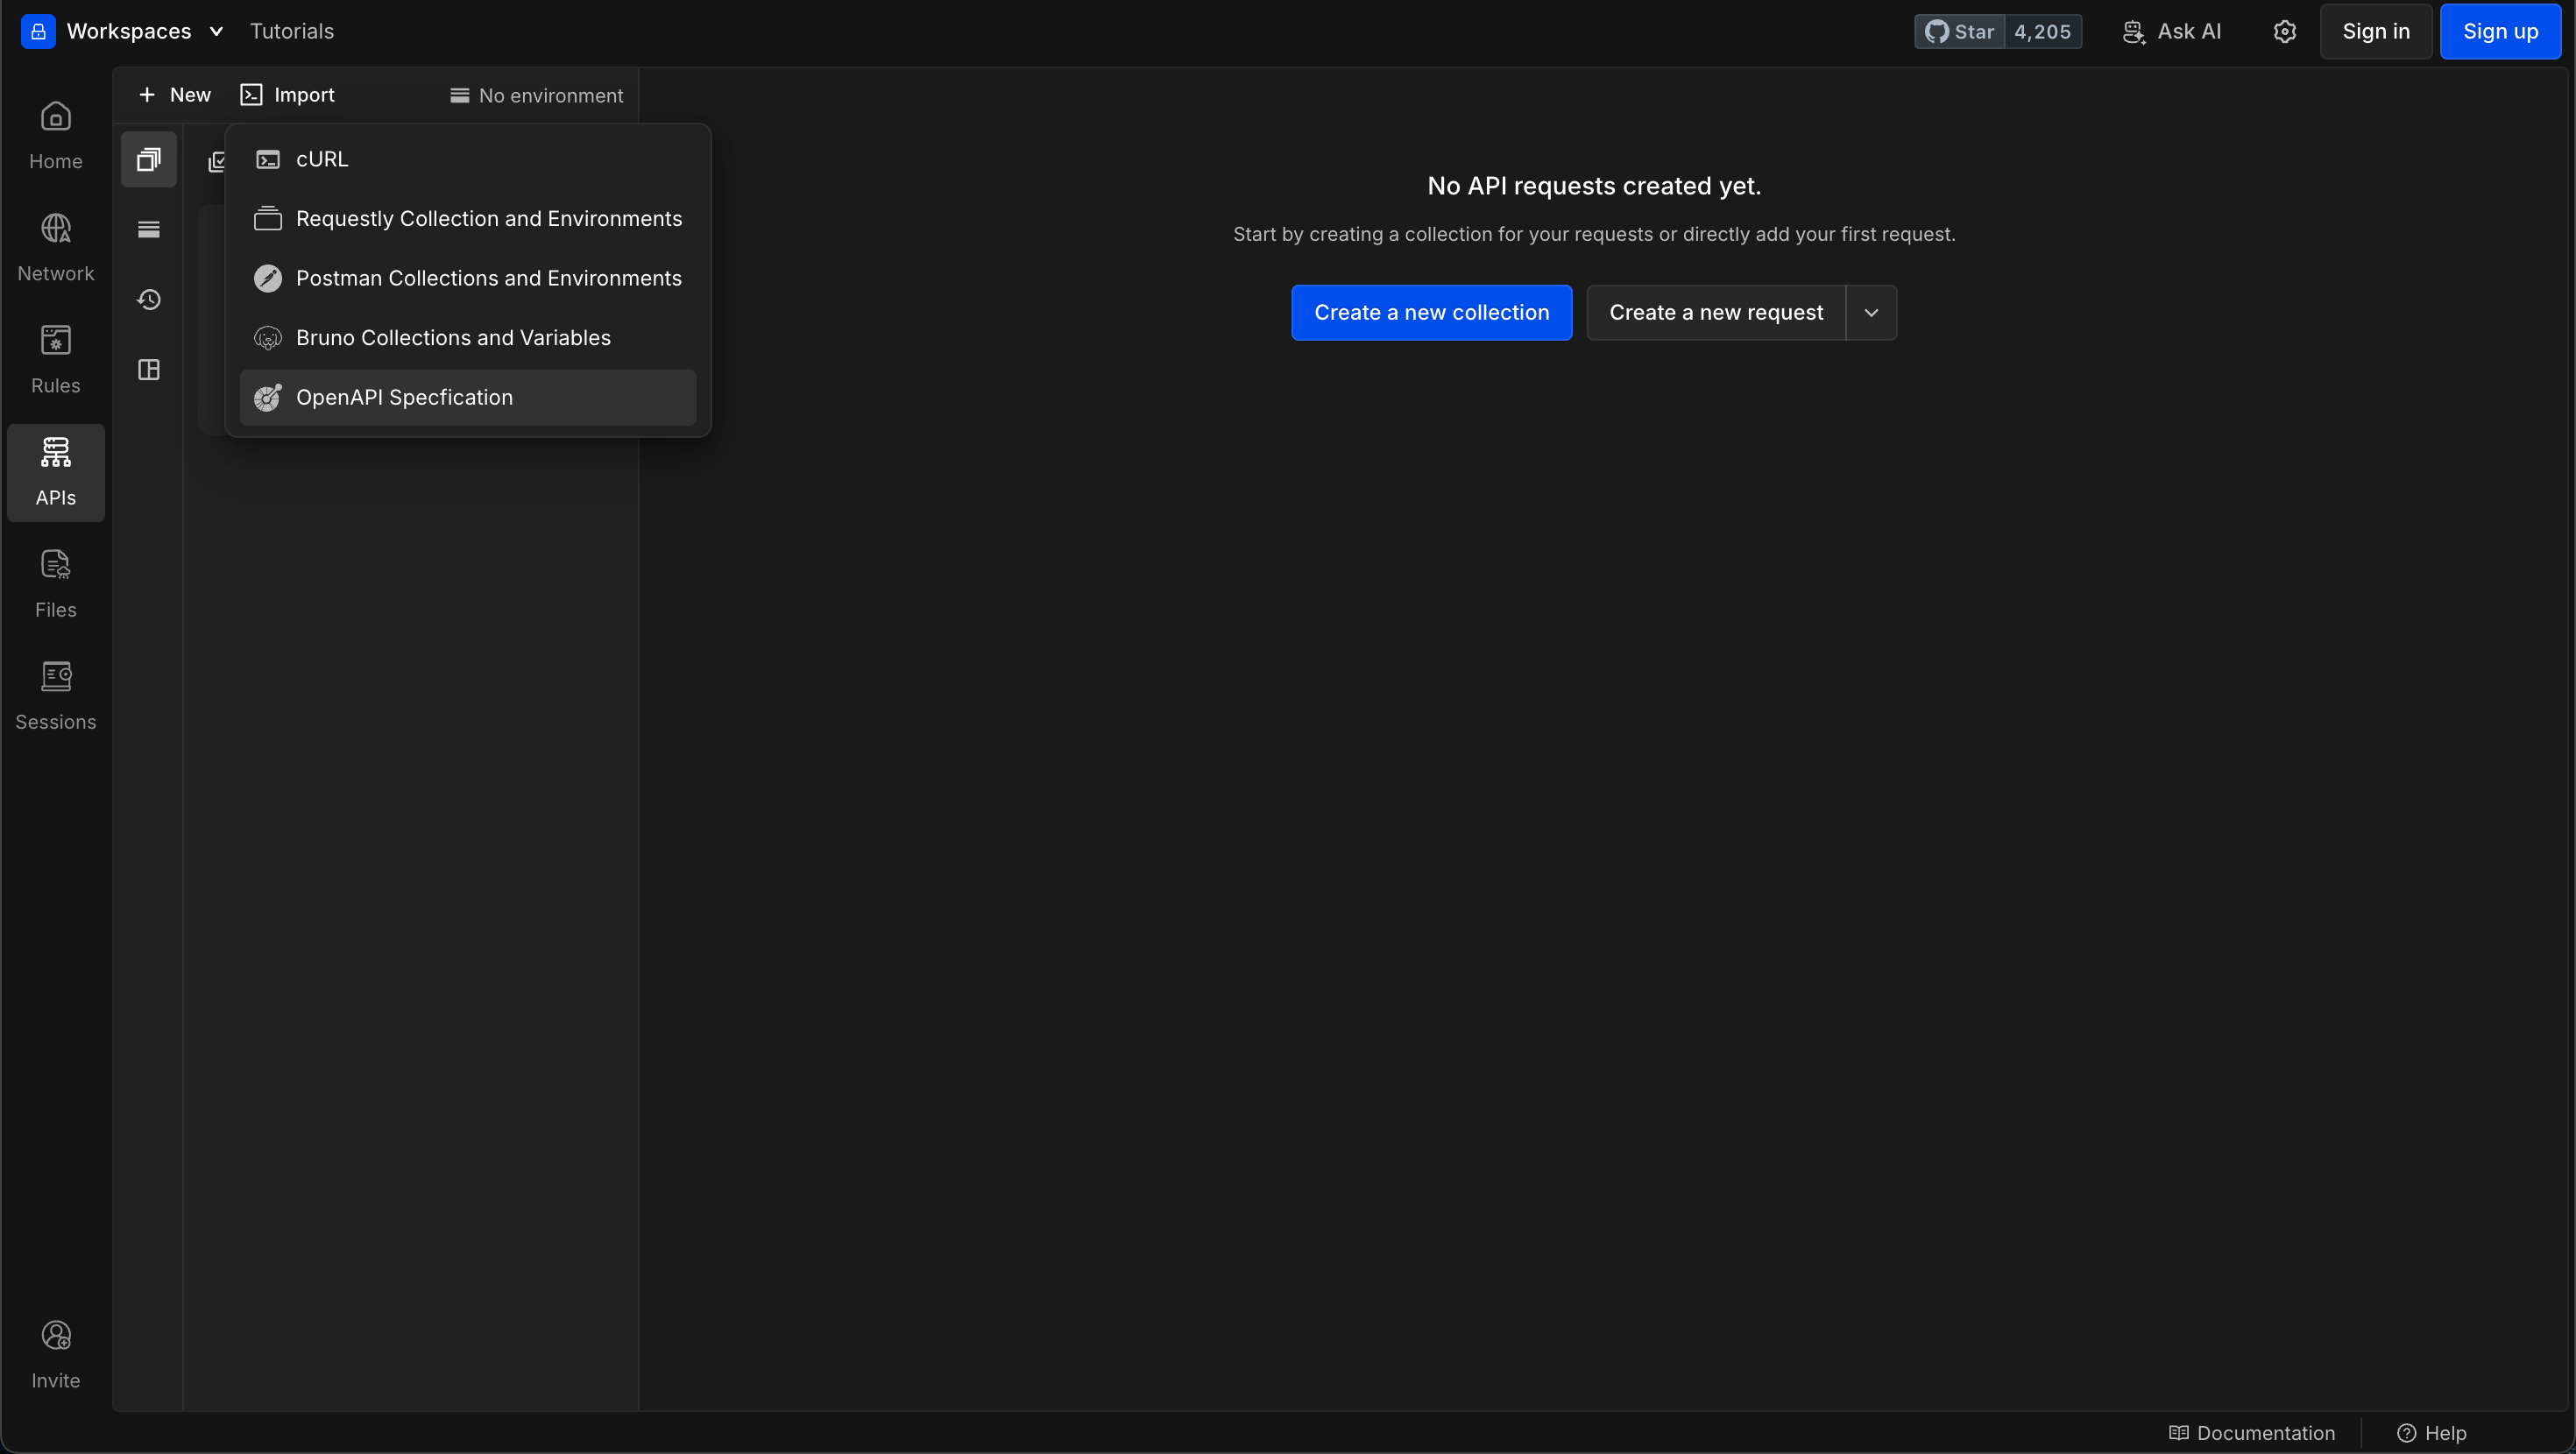 Workspaces
Tutorials
Star 4,205
Ask AI
Sign in
Sign up
New
Import
No environment
Home
Network
Rules
APIs
Files
Sessions
Invite
cURL
Requestly Collection and Environments
Postman Collections and Environments
Bruno Collections and Variables
OpenAPI Specfication
No API requests created yet.
Start by creating a collection for your requests or directly add your first request.
Create a new collection
Create a new request
Documentation
Help